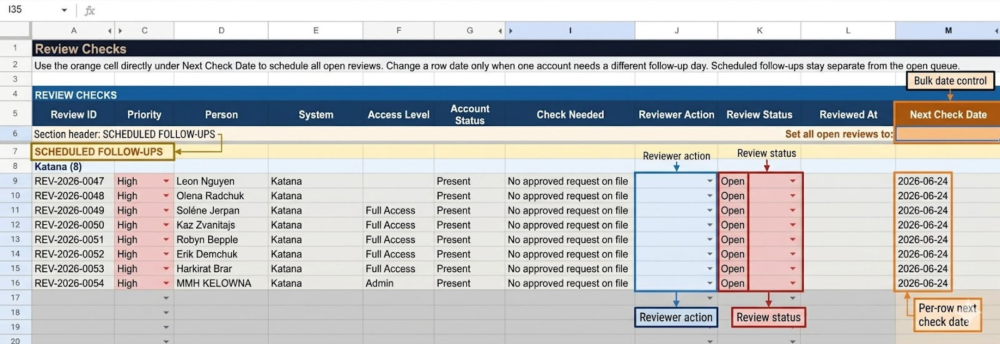 I35
fx
A C D E F G I J K L M
1 Review Checks
2 Use the orange cell directly under Next Check Date to schedule all open reviews. Change a row date only when one account needs a different follow-up day. Scheduled follow-ups stay separate from the open queue.
3
Bulk date control
4 REVIEW CHECKS
5 Review ID Priority Person System Access Level Account Status Check Needed Reviewer Action Review Status Reviewed At Next Check Date
6 Section header: SCHEDULED FOLLOW-UPS Set all open reviews to:
7 SCHEDULED FOLLOW-UPS
Reviewer action Review status
8 Katana (8)
9 REV-2026-0047 High Leon Nguyen Katana Present No approved request on file Open 2026-06-24
10 REV-2026-0048 High Olena Radchuk Katana Present No approved request on file Open 2026-06-24
11 REV-2026-0049 High Soléne Jerpan Katana Full Access Present No approved request on file Open 2026-06-24
12 REV-2026-0050 High Kaz Zvanitajs Katana Full Access Present No approved request on file Open 2026-06-24
13 REV-2026-0051 High Robyn Bepple Katana Full Access Present No approved request on file Open 2026-06-24
14 REV-2026-0052 High Erik Demchuk Katana Full Access Present No approved request on file Open 2026-06-24
15 REV-2026-0053 High Harkirat Brar Katana Full Access Present No approved request on file Open 2026-06-24
16 REV-2026-0054 High MMH KELOWNA Katana Admin Present No approved request on file Open 2026-06-24
17
18
Reviewer action Review status
Per-row next
check date
19
20